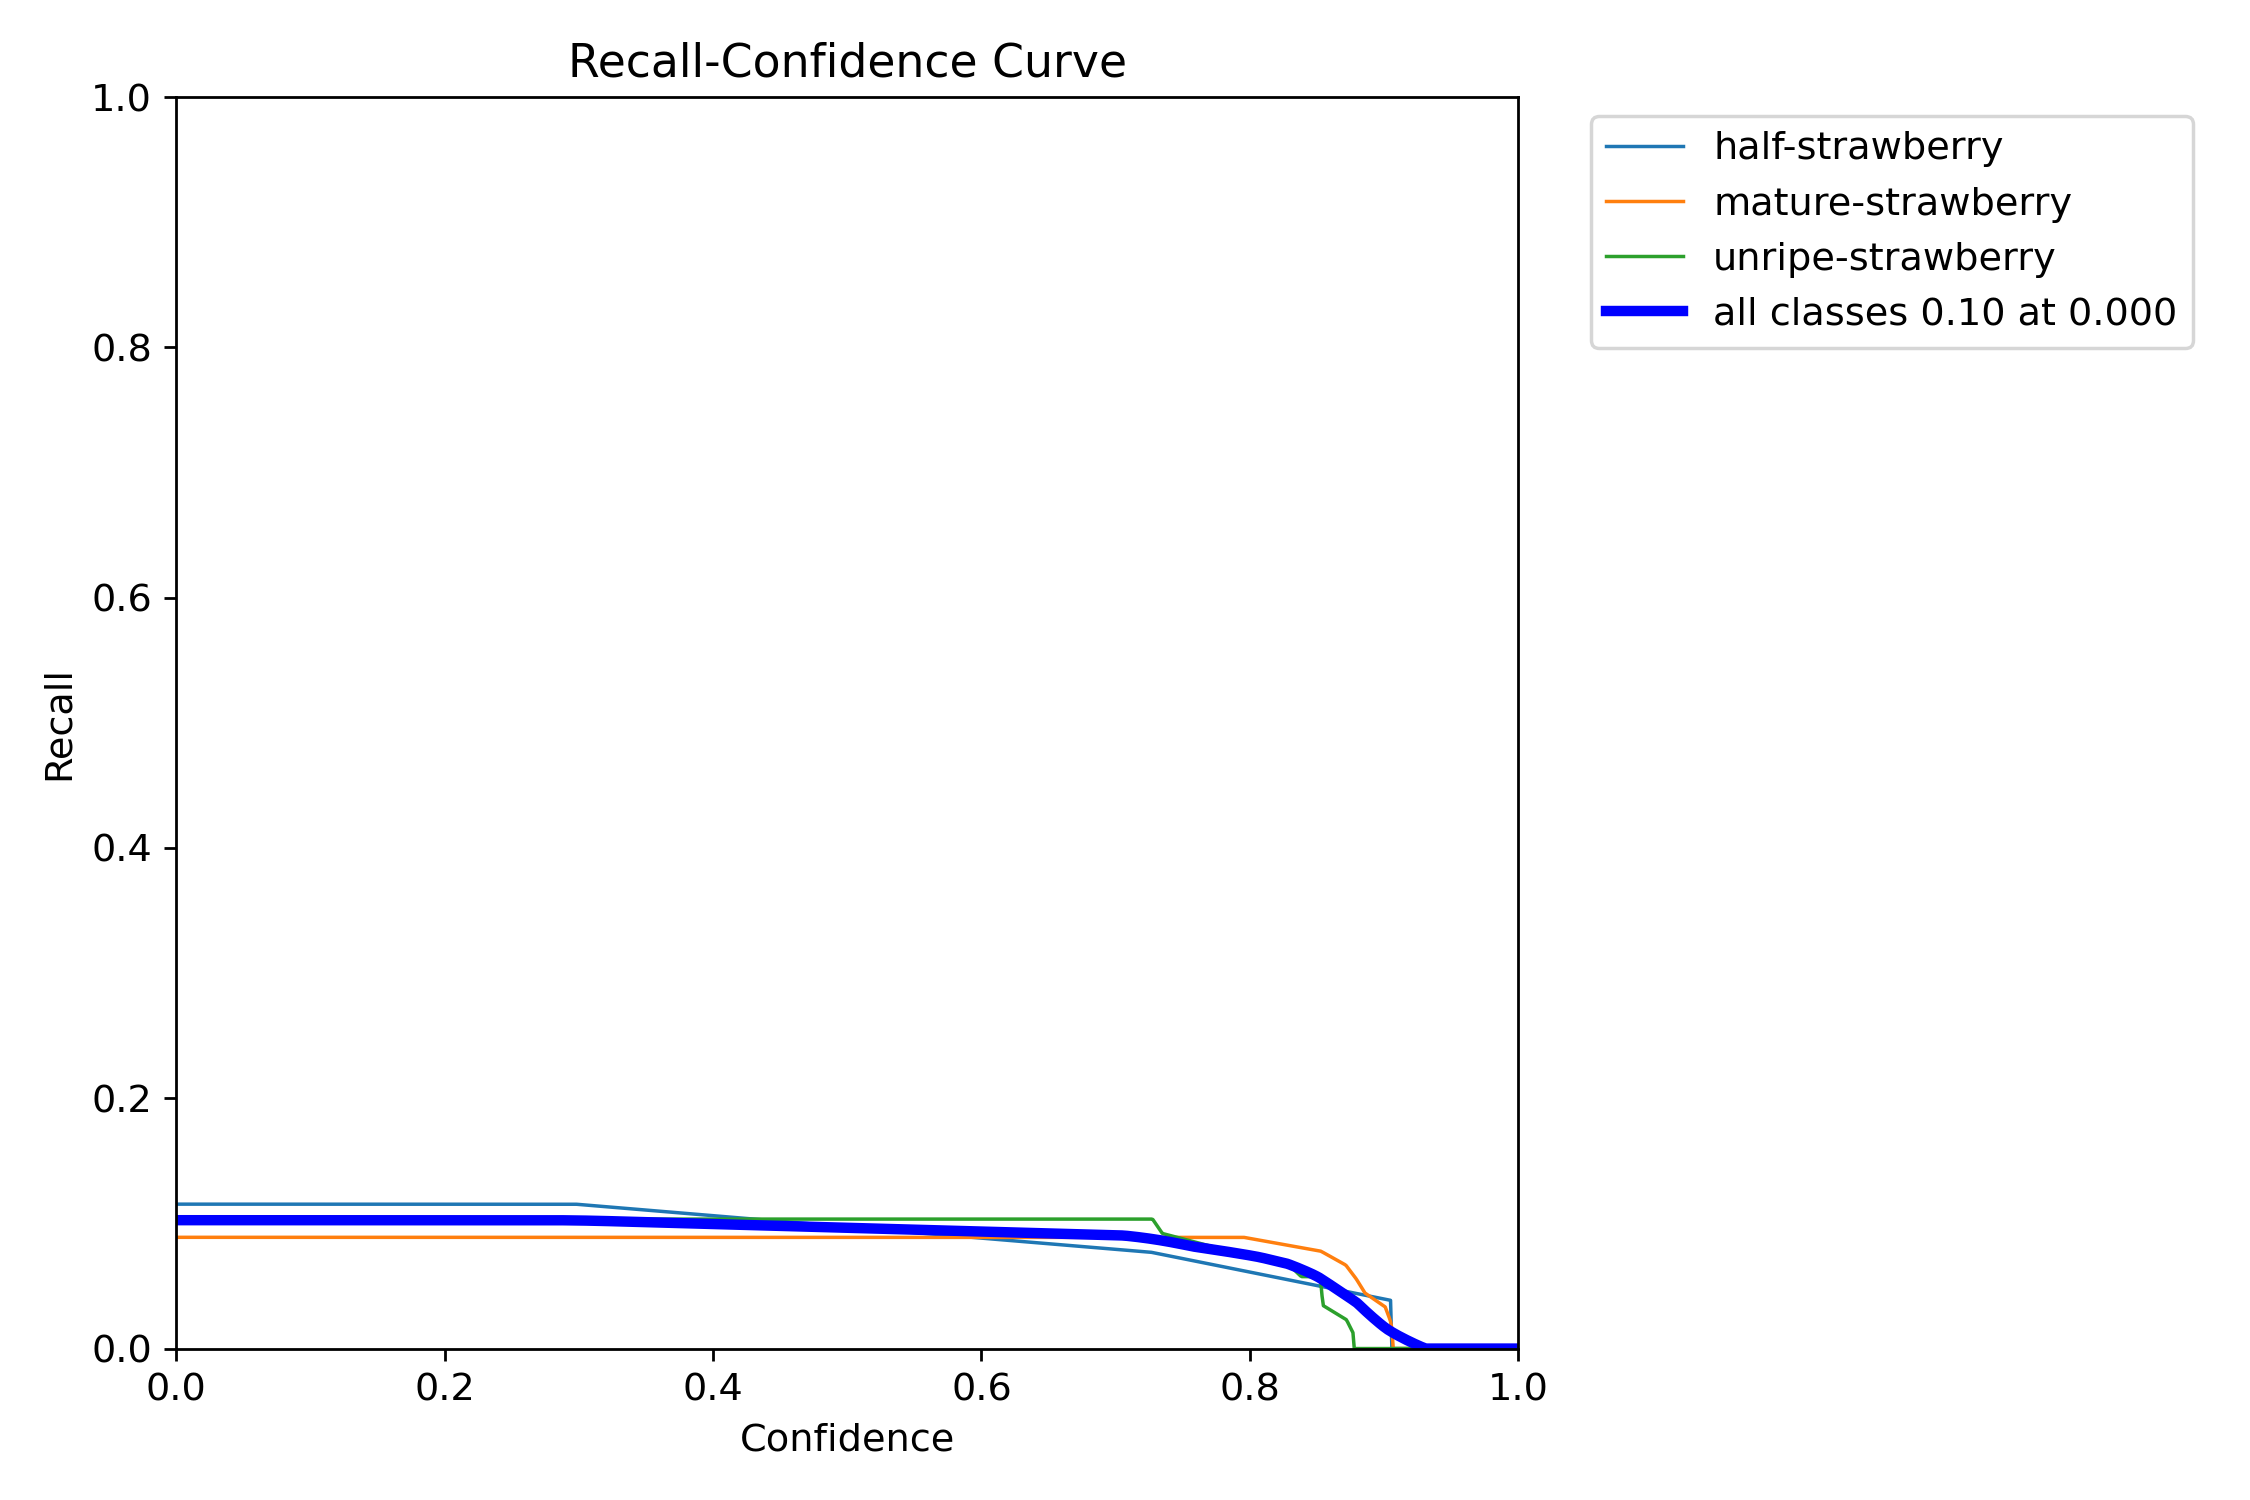 Recall-Confidence Curve
1.0
0.8
0.6
0.4
0.2
0.0
Recall
0.0 0.2 0.4 0.6 0.8 1.0
Confidence
half-strawberry
mature-strawberry
unripe-strawberry
all classes 0.10 at 0.000